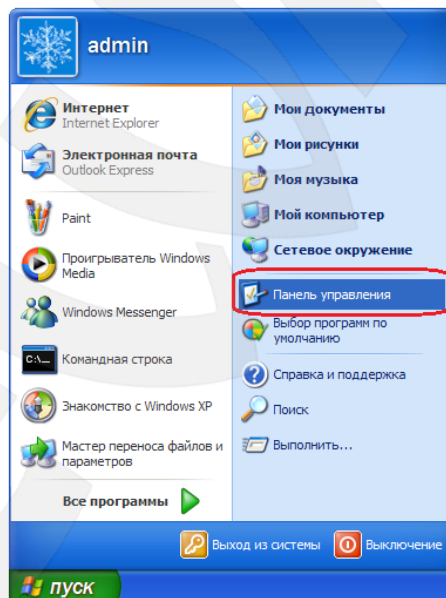 admin
Интернет
Internet Explorer
Электронная почта
Outlook Express
Paint
Проигрыватель Windows
Media
Windows Messenger
C:\_
Командная строка
Знакомство с Windows XP
Мастер переноса файлов и
параметров
Все программы
Мои документы
Мои рисунки
Моя музыка
Мой компьютер
Сетевое окружение
Панель управления
Выбор программ по
умолчанию
Справка и поддержка
Поиск
Выполнить...
Выход из системы
Выключение
пуск